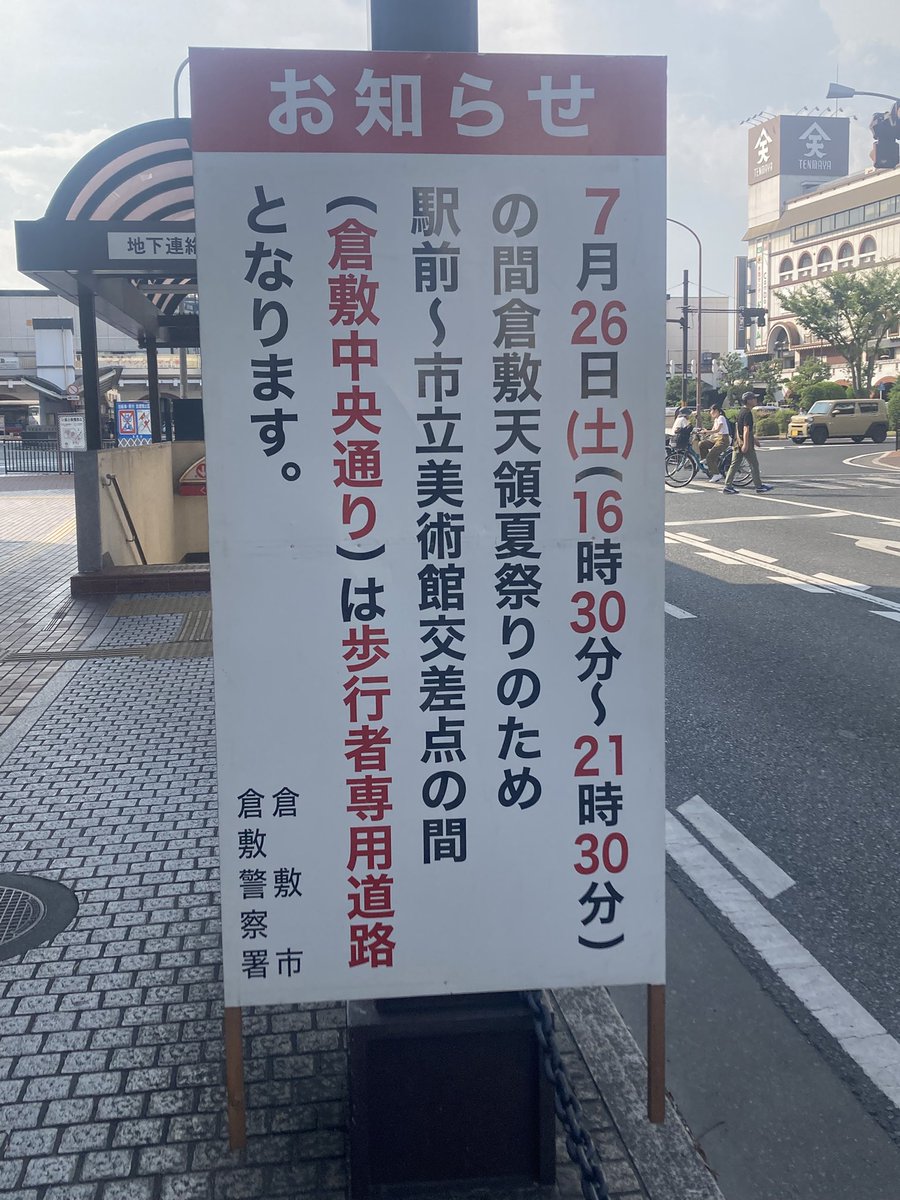 お知らせ
7月26日(土)(16時30分～21時30分)
の間倉敷天領夏祭りのため
駅前～市立美術館交差点の間
(倉敷中央通り)は歩行者専用道路
となります。
倉敷市
倉敷警察署
地下連絡
TENMAYA
TENMAYA